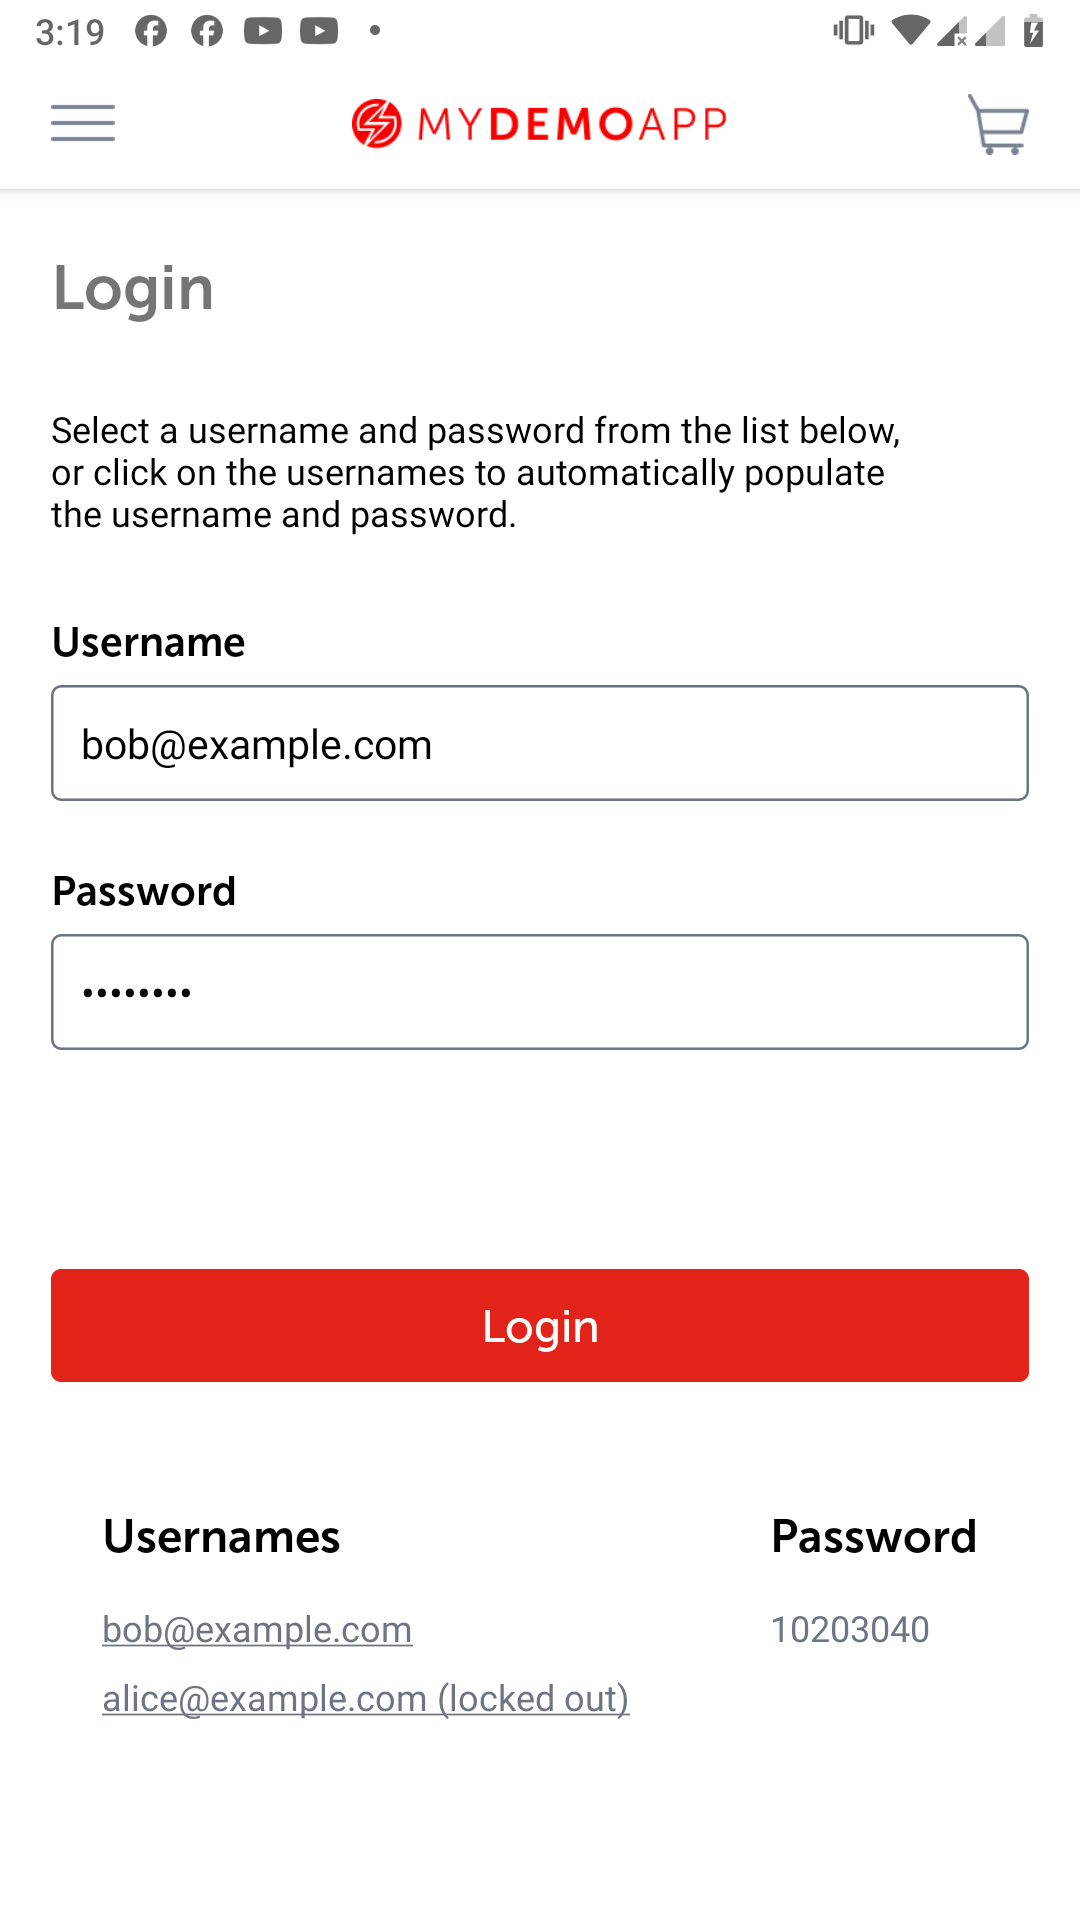 3:19
MYDEMOAPP
Login
Select a username and password from the list below,
or click on the usernames to automatically populate
the username and password.
Username
bob@example.com
Password
••••••••
Login
Usernames Password
bob@example.com 10203040
alice@example.com (locked out)